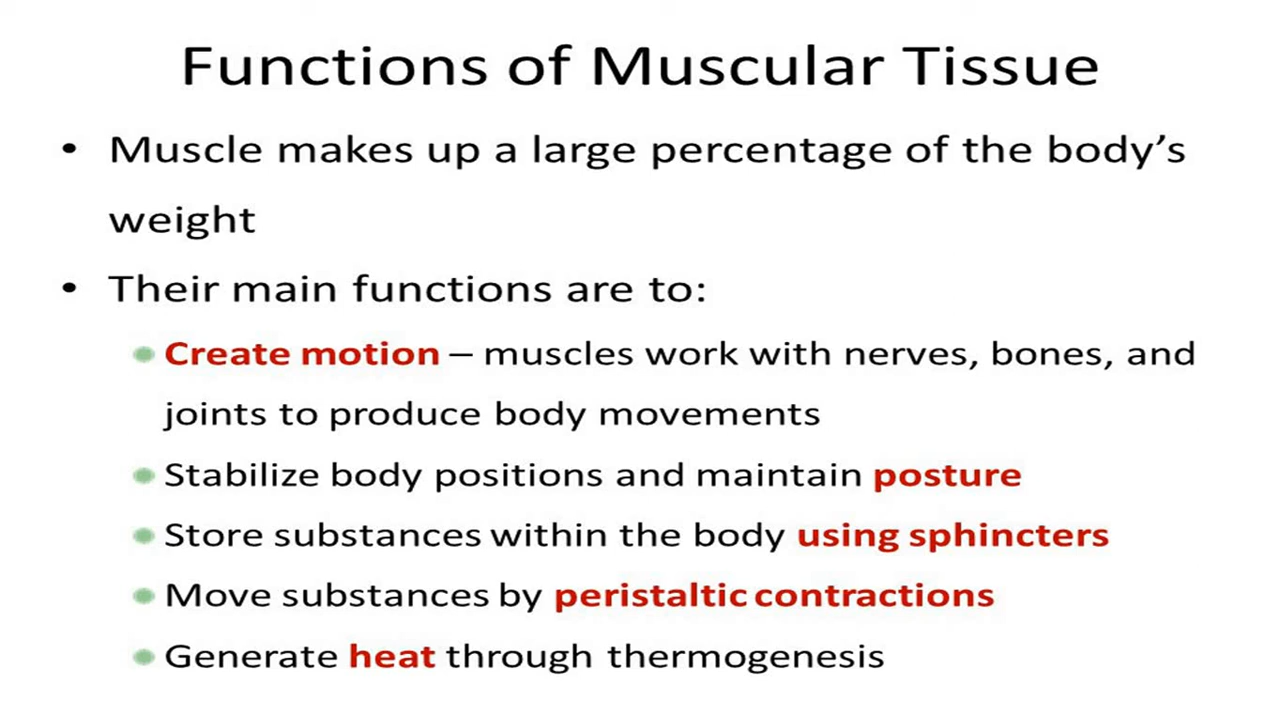 Functions of Muscular Tissue
• Muscle makes up a large percentage of the body’s
weight
• Their main functions are to:
Create motion – muscles work with nerves, bones, and
joints to produce body movements
Stabilize body positions and maintain posture
Store substances within the body using sphincters
Move substances by peristaltic contractions
Generate heat through thermogenesis